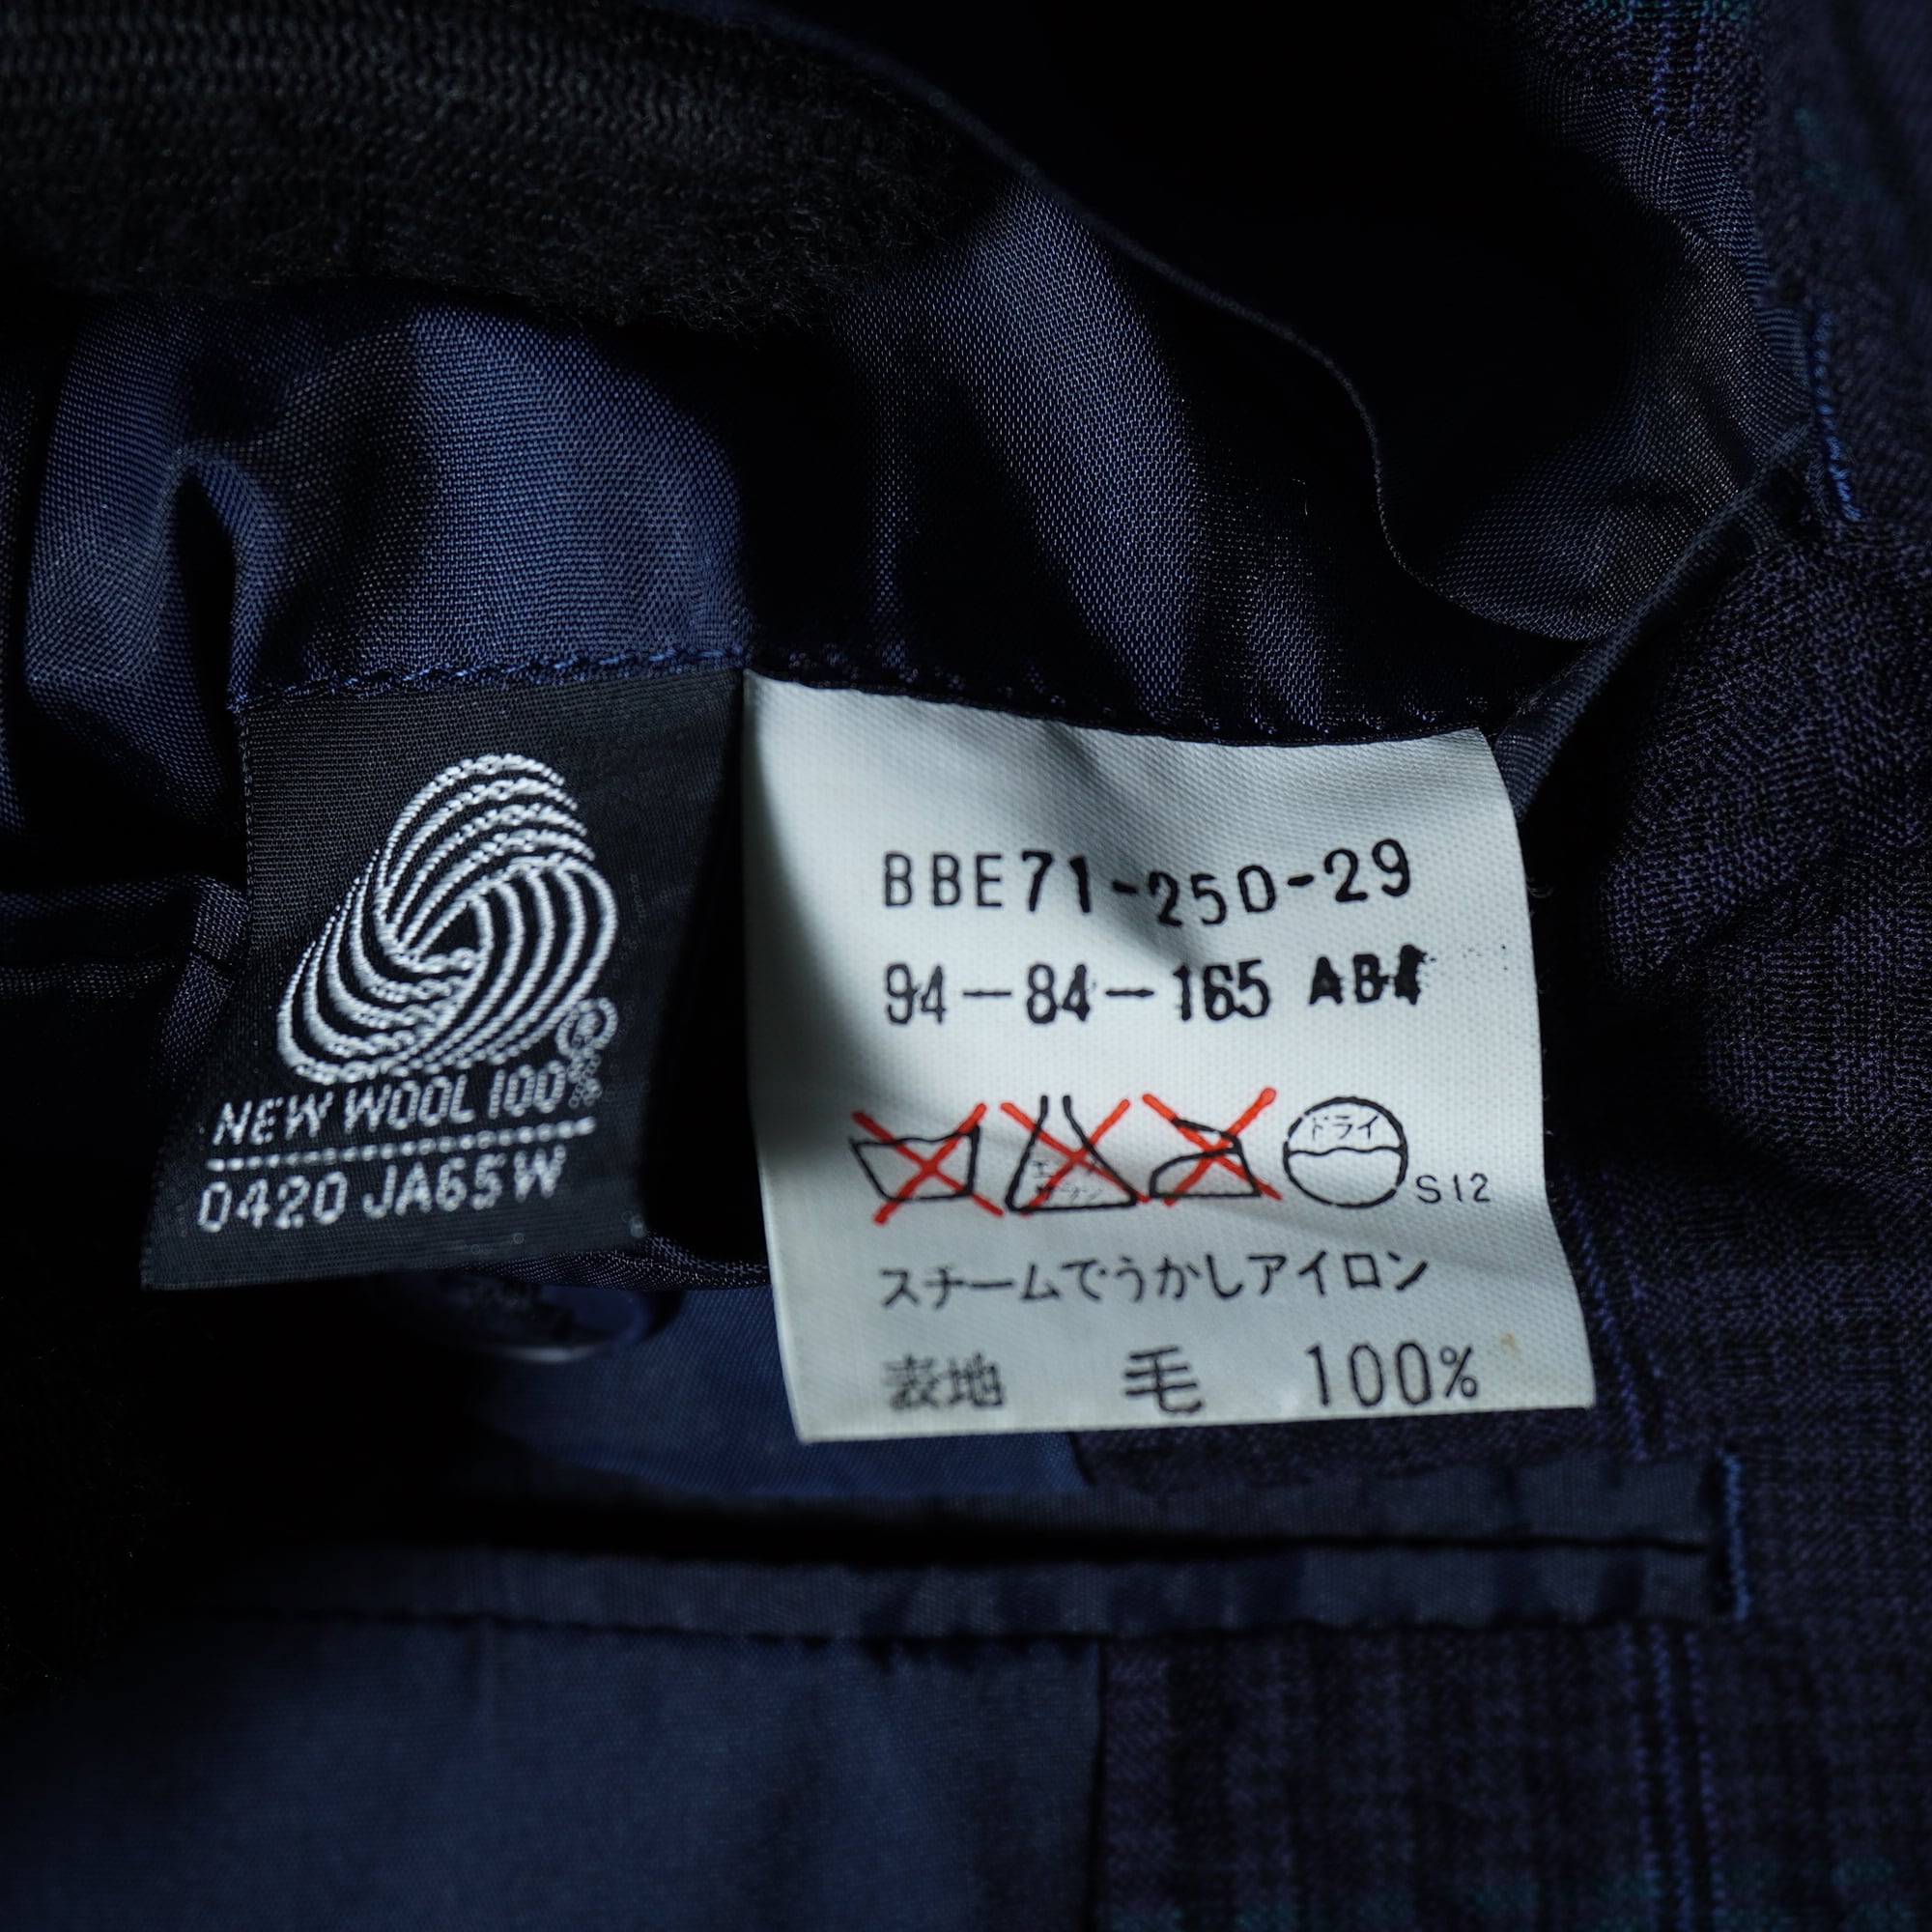 NEW WOOL 100%
0420 JA65W
BBE71-250-29
94-84-165 AB4
ドライ
S12
スチームでうかしアイロン
表地 毛 100%